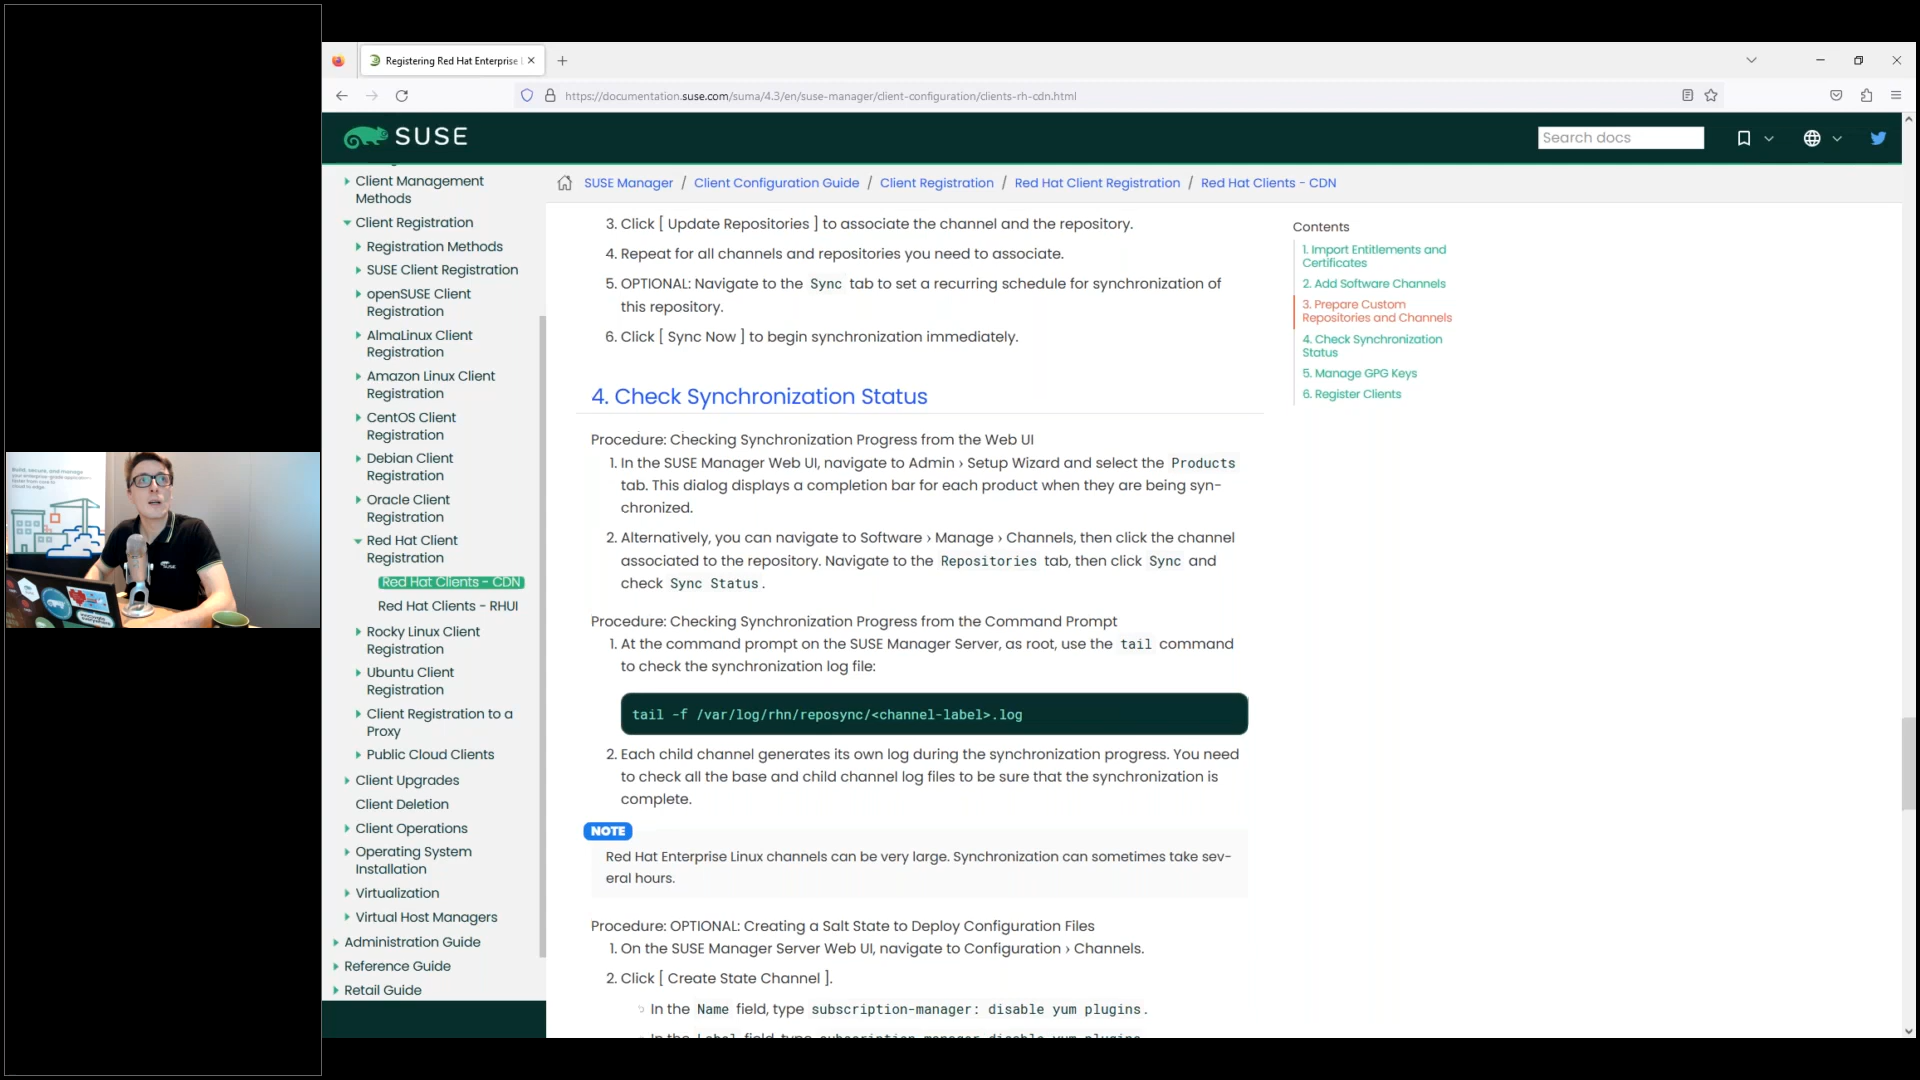 Registering Red Hat Enterprise L
https://documentation.suse.com/suma/4.3/en/suse-manager/client-configuration/clients-rh-cdn.html
SUSE
Search docs
Client Management
Methods
Client Registration
Registration Methods
SUSE Client Registration
openSUSE Client
Registration
AlmaLinux Client
Registration
Amazon Linux Client
Registration
CentOS Client
Registration
Debian Client
Registration
Oracle Client
Registration
Red Hat Client
Registration
Red Hat Clients - CDN
Red Hat Clients - RHUI
Rocky Linux Client
Registration
Ubuntu Client
Registration
Client Registration to a
Proxy
Public Cloud Clients
Client Upgrades
Client Deletion
Client Operations
Operating System
Installation
Virtualization
Virtual Host Managers
Administration Guide
Reference Guide
Retail Guide
SUSE Manager / Client Configuration Guide / Client Registration / Red Hat Client Registration / Red Hat Clients - CDN
3. Click [ Update Repositories ] to associate the channel and the repository.
4. Repeat for all channels and repositories you need to associate.
5. OPTIONAL: Navigate to the Sync tab to set a recurring schedule for synchronization of
this repository.
6. Click [ Sync Now ] to begin synchronization immediately.
4. Check Synchronization Status
Procedure: Checking Synchronization Progress from the Web UI
1. In the SUSE Manager Web UI, navigate to Admin › Setup Wizard and select the Products
tab. This dialog displays a completion bar for each product when they are being syn-
chronized.
2. Alternatively, you can navigate to Software › Manage › Channels, then click the channel
associated to the repository. Navigate to the Repositories tab, then click Sync and
check Sync Status.
Procedure: Checking Synchronization Progress from the Command Prompt
1. At the command prompt on the SUSE Manager Server, as root, use the tail command
to check the synchronization log file:
tail -f /var/log/rhn/reposync/<channel-label>.log
2. Each child channel generates its own log during the synchronization progress. You need
to check all the base and child channel log files to be sure that the synchronization is
complete.
NOTE
Red Hat Enterprise Linux channels can be very large. Synchronization can sometimes take sev-
eral hours.
Procedure: OPTIONAL: Creating a Salt State to Deploy Configuration Files
1. On the SUSE Manager Server Web UI, navigate to Configuration › Channels.
2. Click [ Create State Channel ].
In the Name field, type subscription-manager: disable yum plugins.
Contents
1. Import Entitlements and
Certificates
2. Add Software Channels
3. Prepare Custom
Repositories and Channels
4. Check Synchronization
Status
5. Manage GPG Keys
6. Register Clients